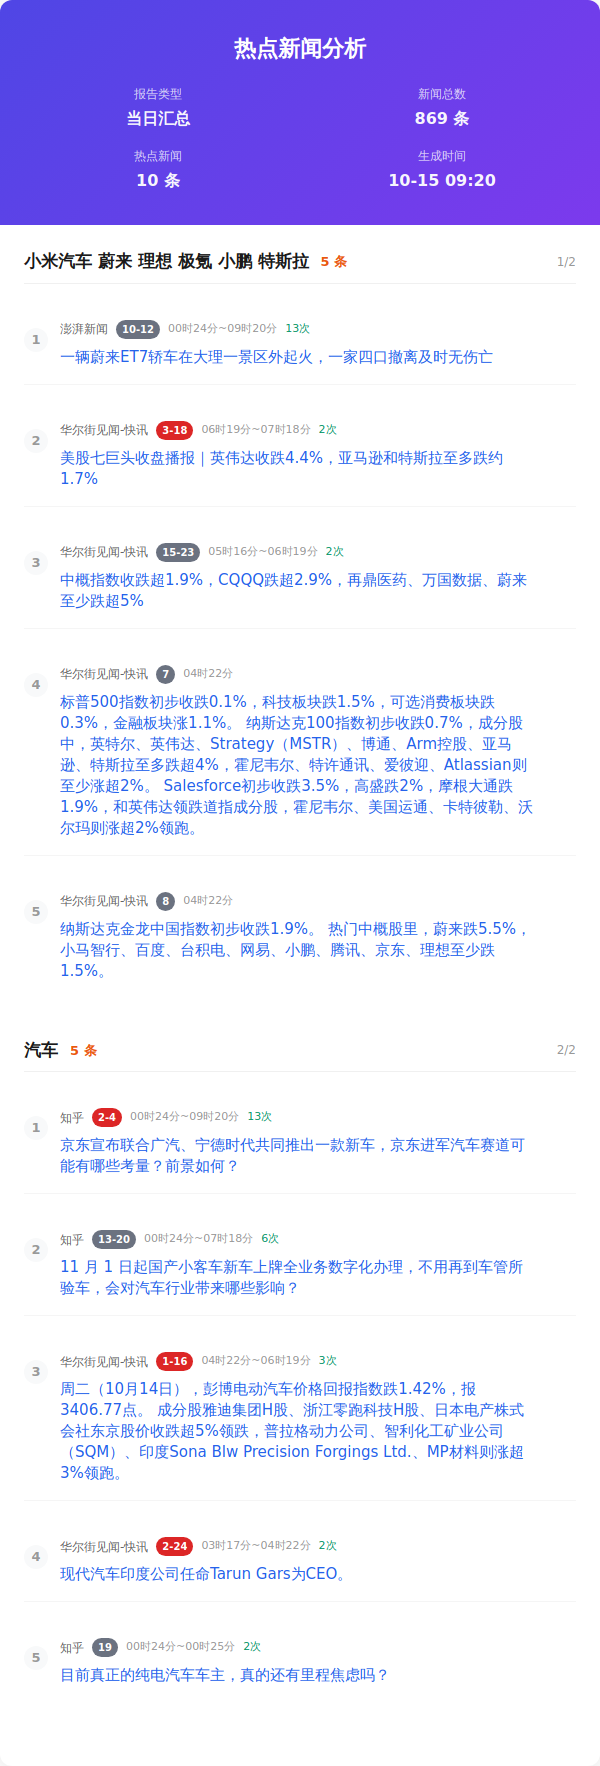 热点新闻分析
报告类型
新闻总数
当日汇总
869 条
热点新闻
生成时间
10 条
10-15 09:20
小米汽车 蔚来 理想 极氪 小鹏 特斯拉 5 条 1/2
1
澎湃新闻 10-12 00时24分~09时20分 13次
一辆蔚来ET7轿车在大理一景区外起火，一家四口撤离及时无伤亡
2
华尔街见闻-快讯 3-18 06时19分~07时18分 2次
美股七巨头收盘播报｜英伟达收跌4.4%，亚马逊和特斯拉至多跌约
1.7%
3
华尔街见闻-快讯 15-23 05时16分~06时19分 2次
中概指数收跌超1.9%，CQQQ跌超2.9%，再鼎医药、万国数据、蔚来
至少跌超5%
4
华尔街见闻-快讯 7 04时22分
标普500指数初步收跌0.1%，科技板块跌1.5%，可选消费板块跌
0.3%，金融板块涨1.1%。 纳斯达克100指数初步收跌0.7%，成分股
中，英特尔、英伟达、Strategy（MSTR）、博通、Arm控股、亚马
逊、特斯拉至多跌超4%，霍尼韦尔、特许通讯、爱彼迎、Atlassian则
至少涨超2%。 Salesforce初步收跌3.5%，高盛跌2%，摩根大通跌
1.9%，和英伟达领跌道指成分股，霍尼韦尔、美国运通、卡特彼勒、沃
尔玛则涨超2%领跑。
5
华尔街见闻-快讯 8 04时22分
纳斯达克金龙中国指数初步收跌1.9%。 热门中概股里，蔚来跌5.5%，
小马智行、百度、台积电、网易、小鹏、腾讯、京东、理想至少跌
1.5%。
汽车 5 条 2/2
1
知乎 2-4 00时24分~09时20分 13次
京东宣布联合广汽、宁德时代共同推出一款新车，京东进军汽车赛道可
能有哪些考量？前景如何？
2
知乎 13-20 00时24分~07时18分 6次
11 月 1 日起国产小客车新车上牌全业务数字化办理，不用再到车管所
验车，会对汽车行业带来哪些影响？
3
华尔街见闻-快讯 1-16 04时22分~06时19分 3次
周二（10月14日），彭博电动汽车价格回报指数跌1.42%，报
3406.77点。 成分股雅迪集团H股、浙江零跑科技H股、日本电产株式
会社东京股价收跌超5%领跌，普拉格动力公司、智利化工矿业公司
（SQM）、印度Sona Blw Precision Forgings Ltd.、MP材料则涨超
3%领跑。
4
华尔街见闻-快讯 2-24 03时17分~04时22分 2次
现代汽车印度公司任命Tarun Gars为CEO。
5
知乎 19 00时24分~00时25分 2次
目前真正的纯电汽车车主，真的还有里程焦虑吗？